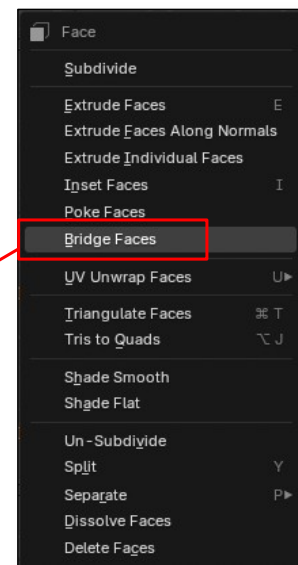 Face
Subdivide
Extrude Faces E
Extrude Faces Along Normals
Extrude Individual Faces
Inset Faces I
Poke Faces
Bridge Faces
UV Unwrap Faces U▶
Triangulate Faces ⌘ T
Tris to Quads ⌥ J
Shade Smooth
Shade Flat
Un-Subdivide
Split Y
Separate P▶
Dissolve Faces
Delete Faces